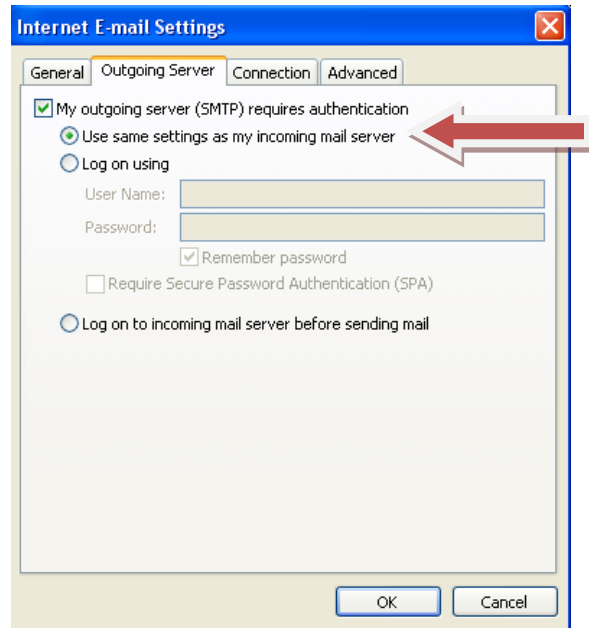 Internet E-mail Settings
General Outgoing Server Connection Advanced
My outgoing server (SMTP) requires authentication
Use same settings as my incoming mail server
Log on using
User Name:
Password:
Remember password
Require Secure Password Authentication (SPA)
Log on to incoming mail server before sending mail
OK Cancel